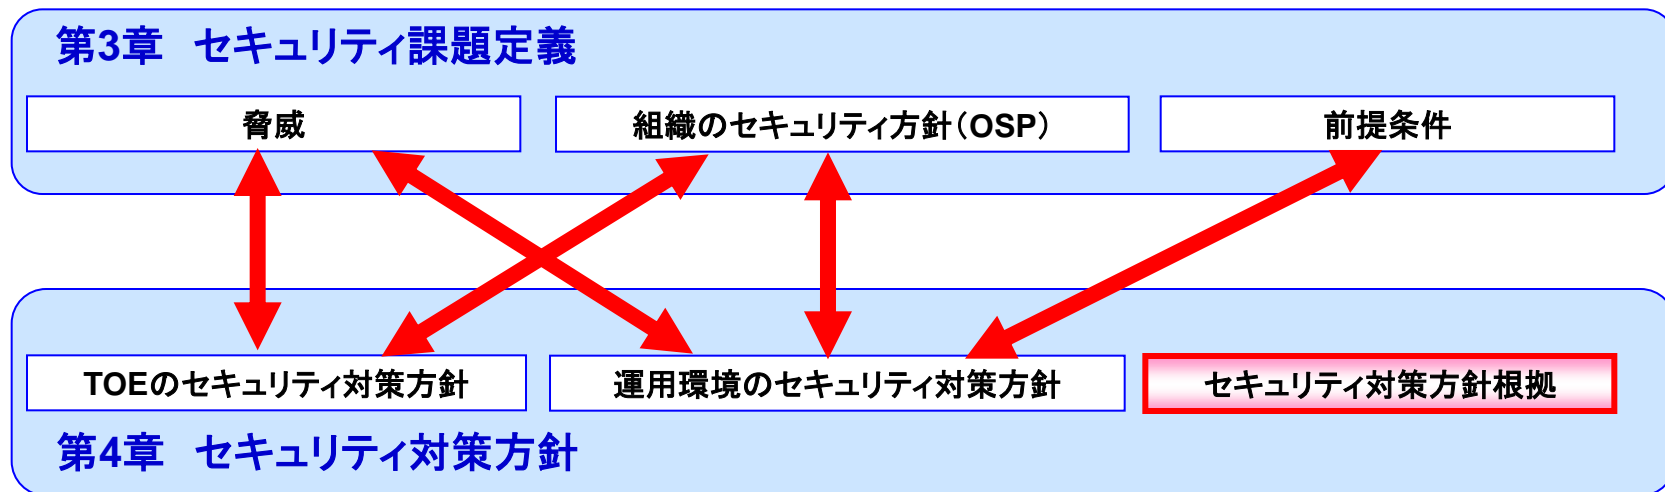 第3章　セキュリティ課題定義
脅威
組織のセキュリティ方針（OSP）
前提条件
TOEのセキュリティ対策方針
運用環境のセキュリティ対策方針
セキュリティ対策方針根拠
第4章　セキュリティ対策方針